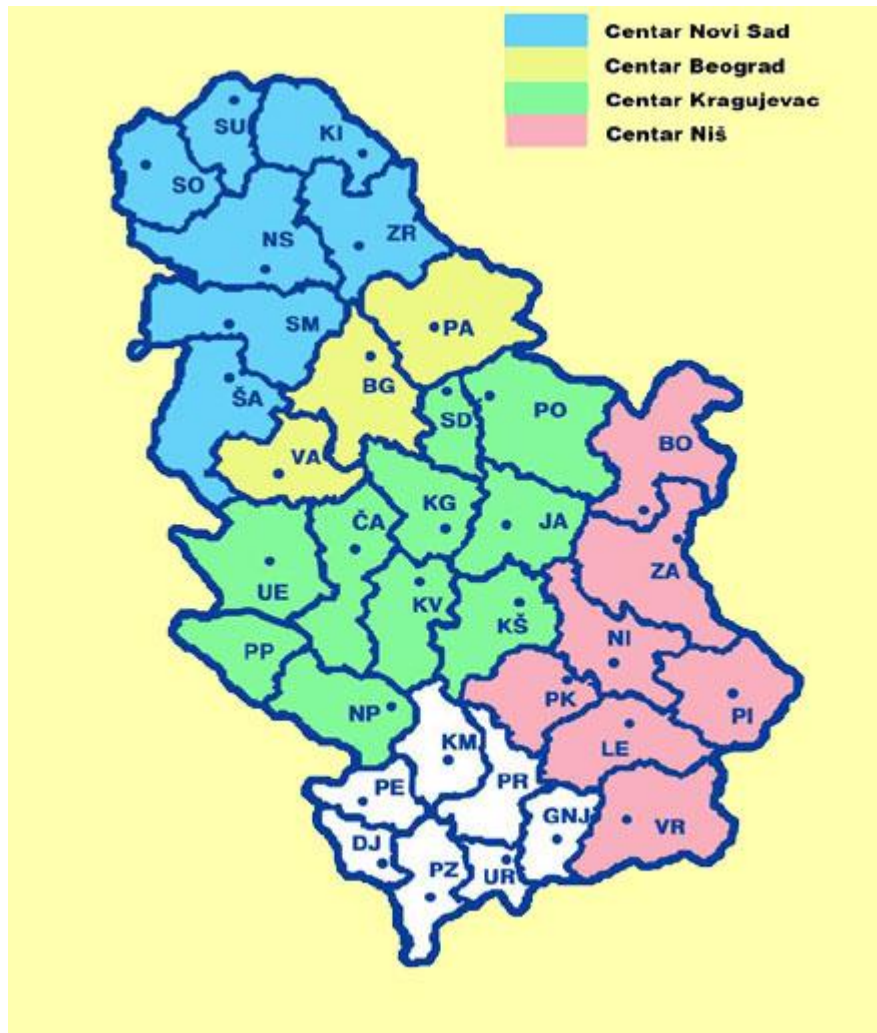 Centar Novi Sad
Centar Beograd
Centar Kragujevac
Centar Niš
SU
KI
SO
NS
ZR
SM
PA
ŠA
BG
SD
PO
VA
BO
KG
ČA
JA
UE
ZA
KV
KŠ
NI
PP
NP
PK
PI
KM
LE
PE
PR
GNJ
VR
DJ
PZ
UR